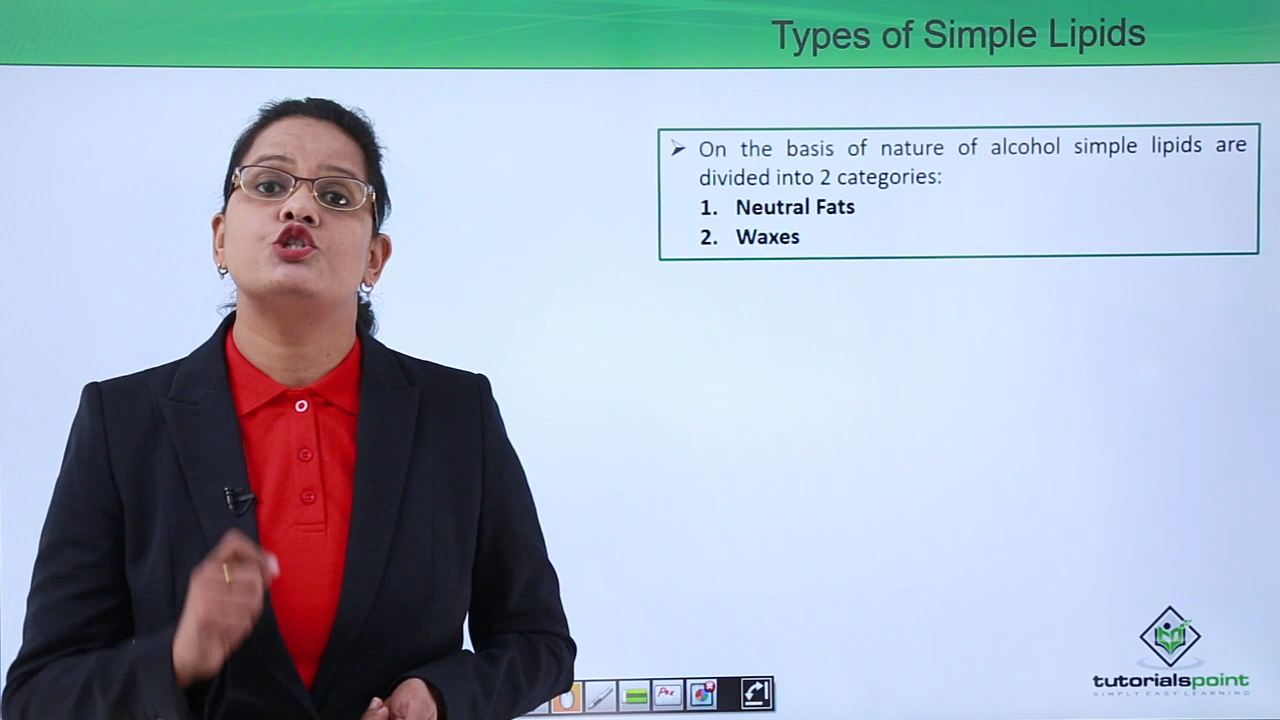 Types of Simple Lipids
➢ On the basis of nature of alcohol simple lipids are
divided into 2 categories:
1. Neutral Fats
2. Waxes
Pen
tutorialspoint
SIMPLY EASY LEARNING